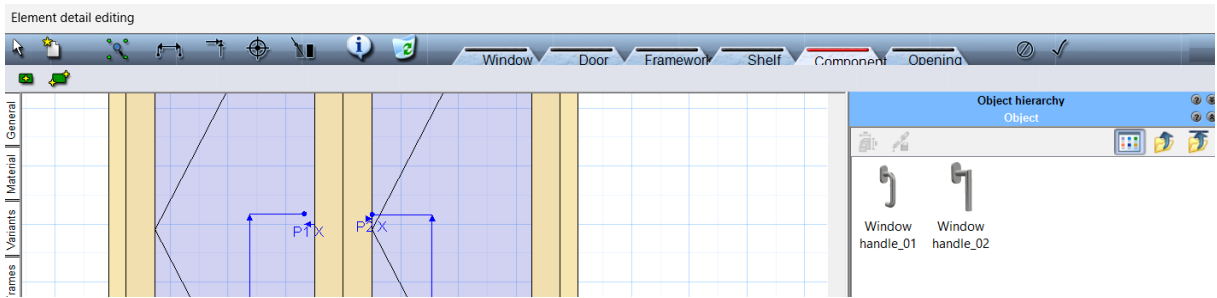 Element detail editing
Window Door Framework Shelf Component Opening
General
Material
Variants
rames
P1 X
P2 X
Object hierarchy
Object
Window
handle_01
Window
handle_02